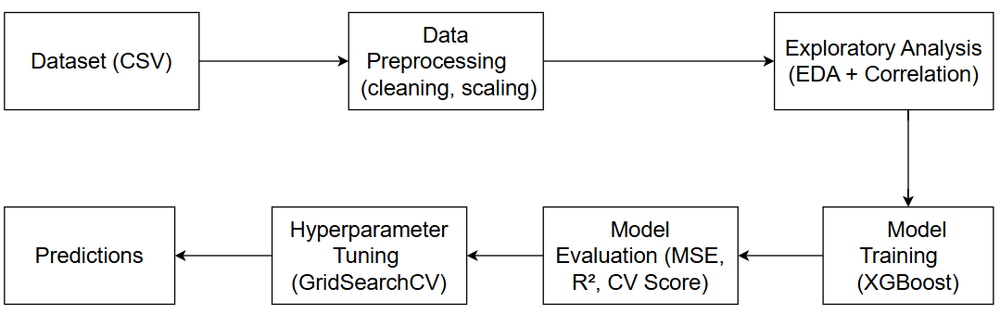 Dataset (CSV)
Data
Preprocessing
(cleaning, scaling)
Exploratory Analysis
(EDA + Correlation)
Model
Training
(XGBoost)
Model
Evaluation (MSE,
R², CV Score)
Hyperparameter
Tuning
(GridSearchCV)
Predictions